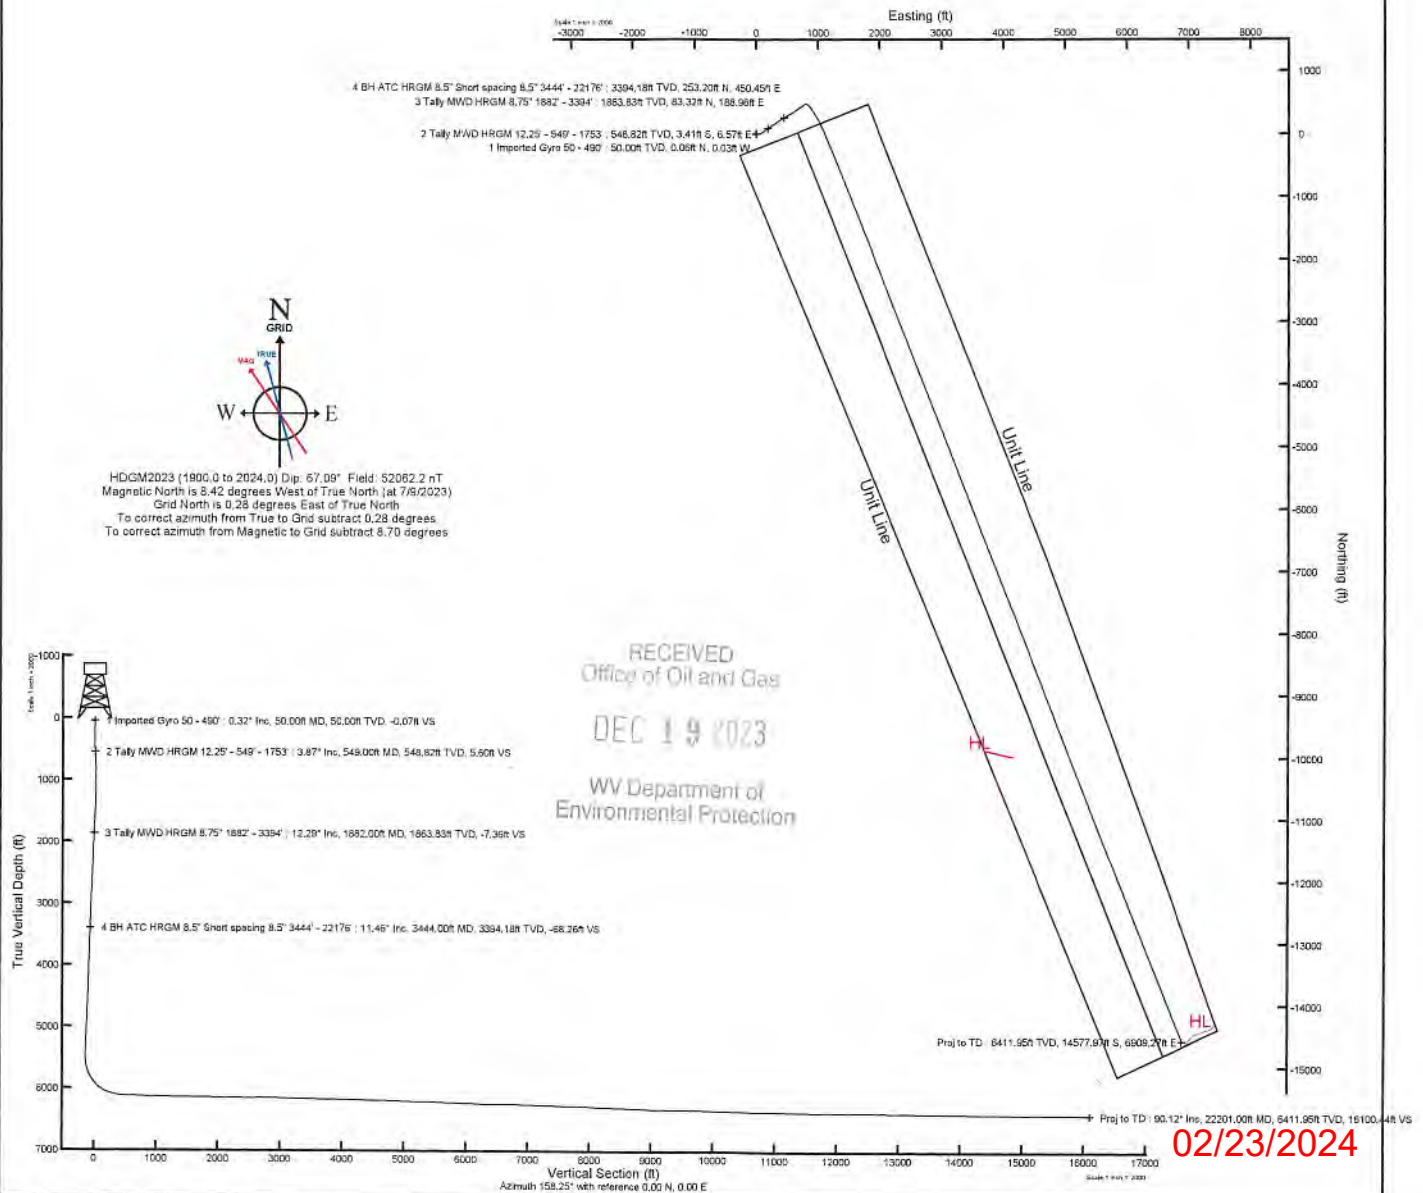 Easting (ft)
Scale 1 inch = 2000
-3000 -2000 -1000 0 1000 2000 3000 4000 5000 6000 7000 8000
4 BH ATC HRGM 8.5" Short spacing 8.5" 3444' - 22176' : 3394.18ft TVD, 253.20ft N, 450.45ft E
3 Tally MWD HRGM 8.75" 1882' - 3394' : 1863.83ft TVD, 83.32ft N, 188.96ft E
2 Tally MWD HRGM 12.25' - 549' - 1753' : 548.82ft TVD, 3.41ft S, 6.57ft E
1 Imported Gyro 50 - 490' : 50.00ft TVD, 0.06ft N, 0.03ft W
1000
0
-1000
-2000
-3000
-4000
-5000
-6000
-7000
-8000
-9000
-10000
-11000
-12000
-13000
-14000
-15000
Northing (ft)
Unit Line
Unit Line
N
GRID
MAG
TRUE
W
E
HDGM2023 (1900.0 to 2024.0) Dip: 67.09° Field: 52062.2 nT
Magnetic North is 8.42 degrees West of True North (at 7/9/2023)
Grid North is 0.28 degrees East of True North
To correct azimuth from True to Grid subtract 0.28 degrees
To correct azimuth from Magnetic to Grid subtract 8.70 degrees
RECEIVED
Office of Oil and Gas
DEC 19 2023
WV Department of
Environmental Protection
HL
HL
Proj to TD : 6411.95ft TVD, 14577.97ft S, 6909.27ft E
Scale 1 inch = 2000
-1000
0
1000
2000
3000
4000
5000
6000
7000
True Vertical Depth (ft)
1 Imported Gyro 50 - 490' : 0.32° Inc, 50.00ft MD, 50.00ft TVD, -0.07ft VS
2 Tally MWD HRGM 12.25' - 549' - 1753' : 3.87° Inc, 549.00ft MD, 548.82ft TVD, 5.60ft VS
3 Tally MWD HRGM 8.75" 1882' - 3394' : 12.29° Inc, 1882.00ft MD, 1863.83ft TVD, -7.36ft VS
4 BH ATC HRGM 8.5" Short spacing 8.5" 3444' - 22176' : 11.46° Inc, 3444.00ft MD, 3394.18ft TVD, -68.26ft VS
Proj to TD : 90.12° Inc, 22201.00ft MD, 6411.95ft TVD, 16100.44ft VS
02/23/2024
0 1000 2000 3000 4000 5000 6000 7000 8000 9000 10000 11000 12000 13000 14000 15000 16000 17000
Vertical Section (ft)
Scale 1 inch = 2000
Azimuth 158.25° with reference 0.00 N, 0.00 E